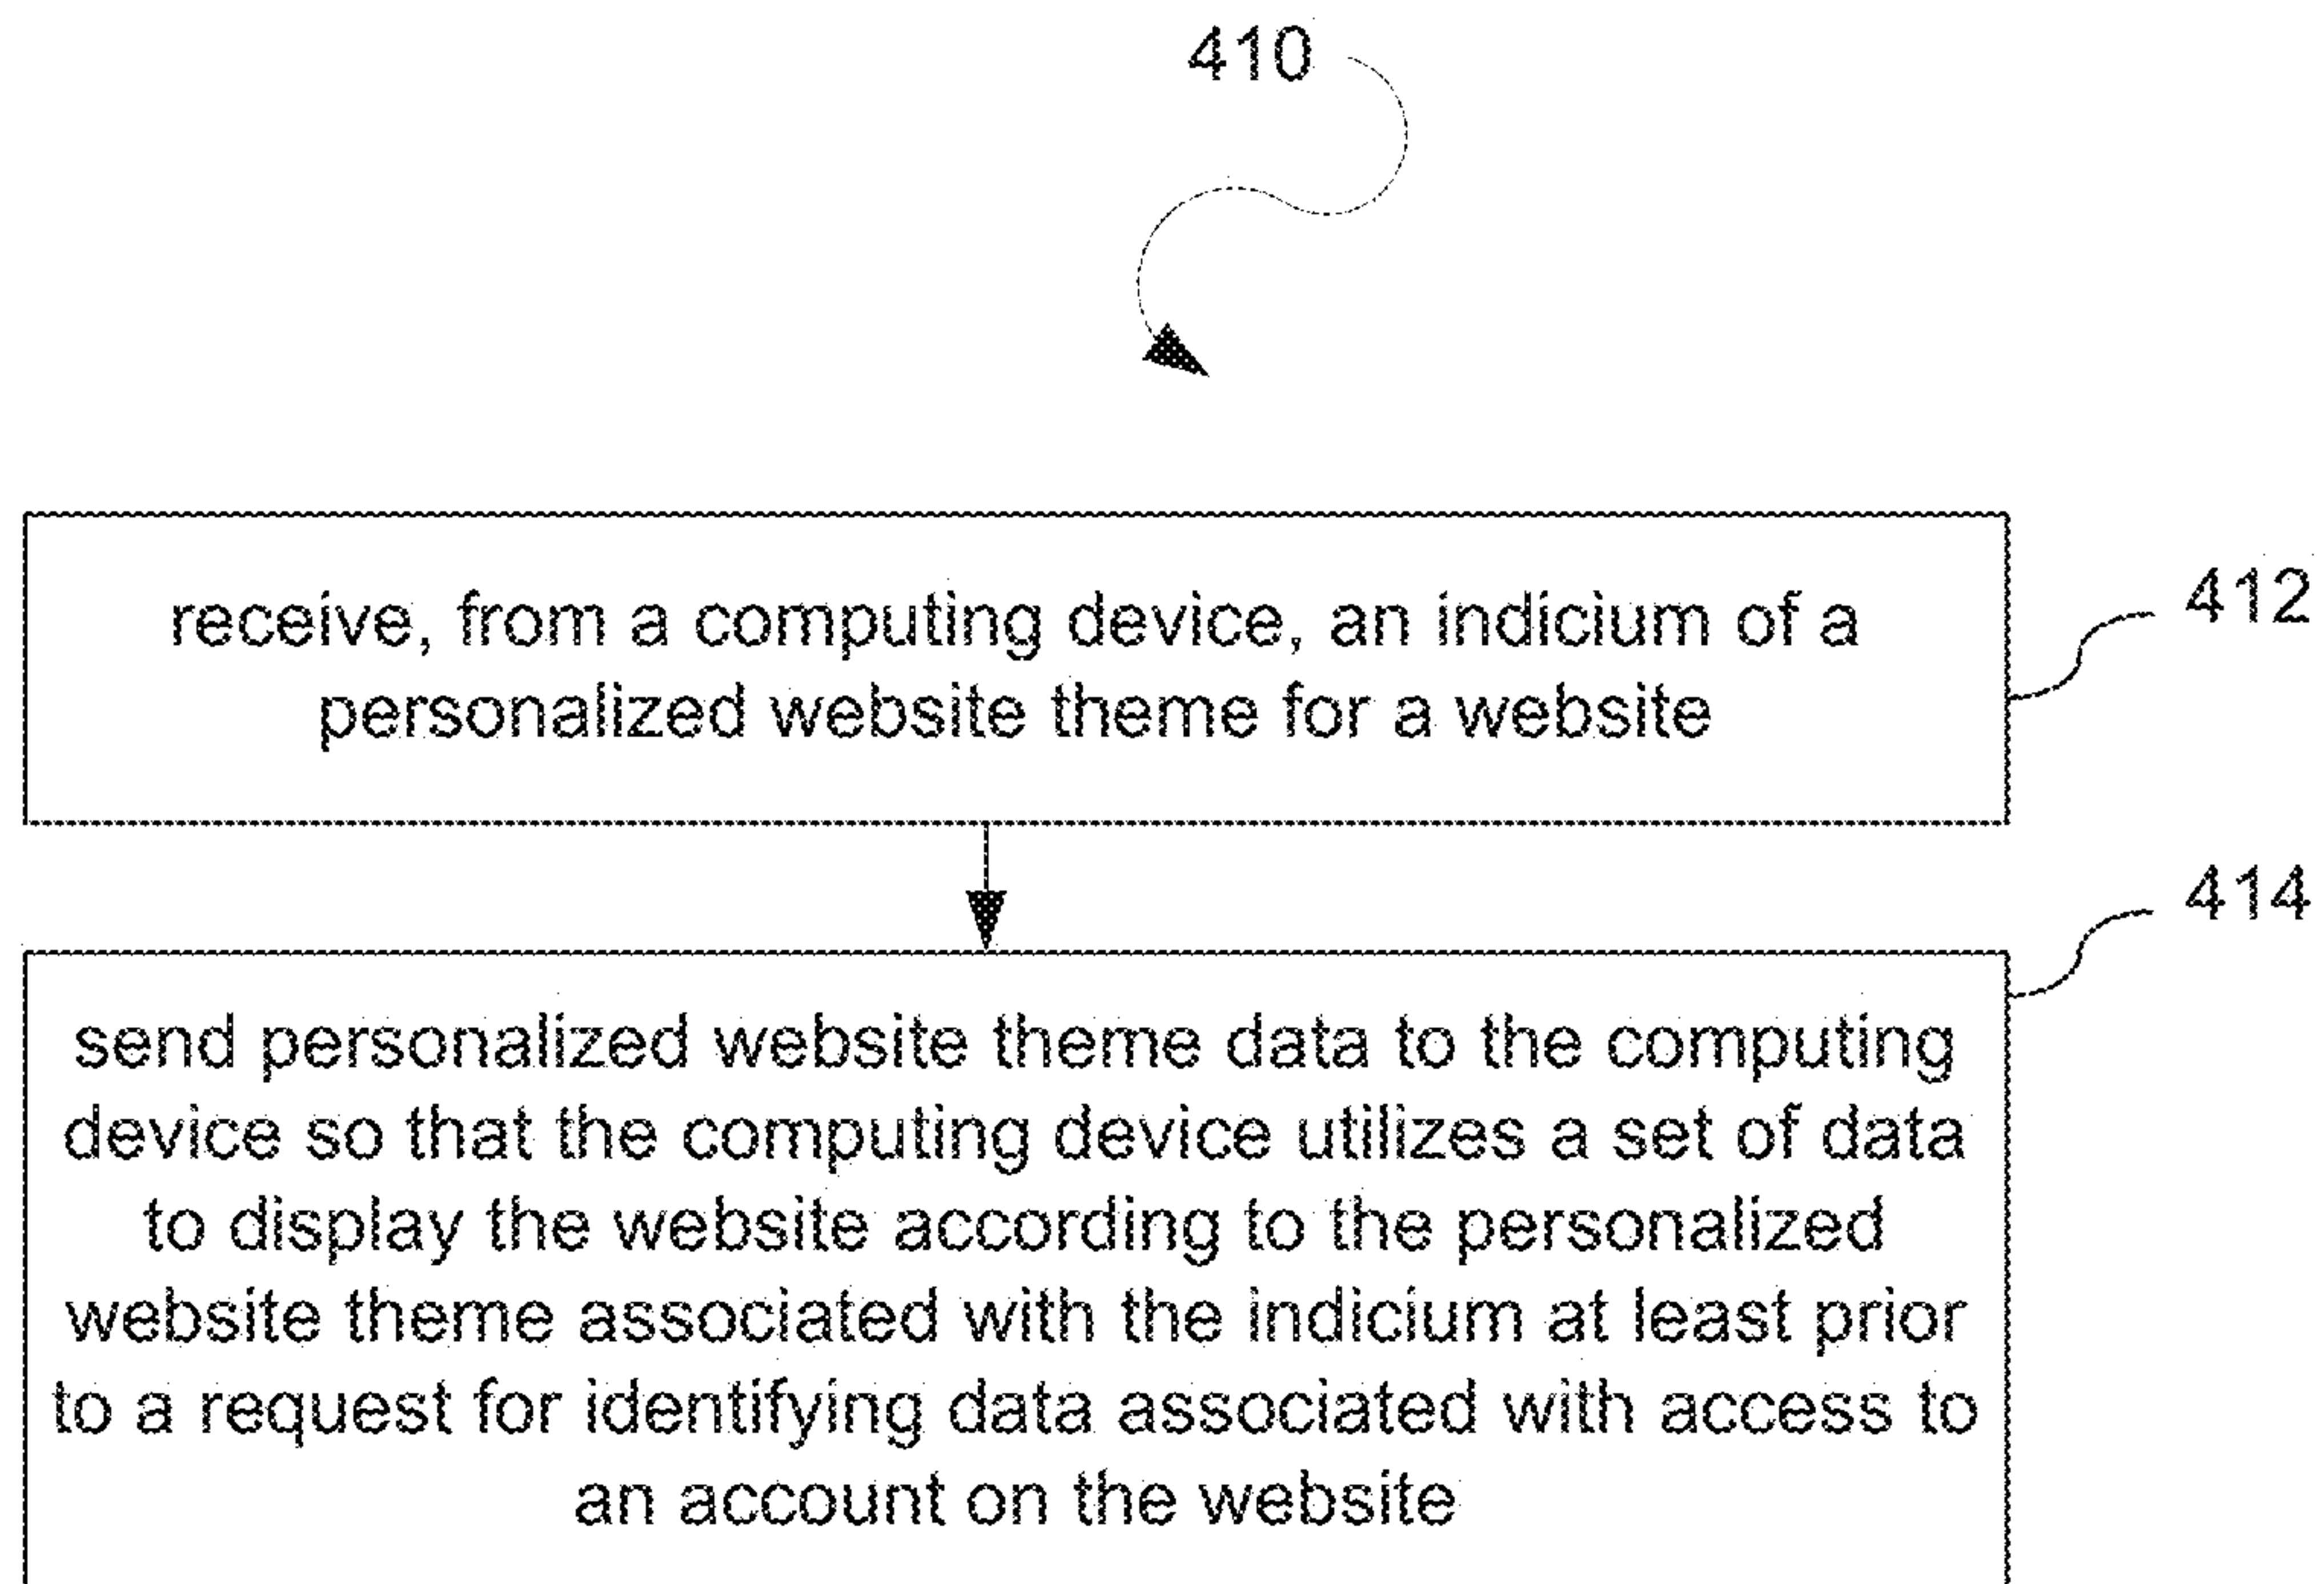 410
receive, from a computing device, an indicium of a
personalized website theme for a website
412
414
send personalized website theme data to the computing
device so that the computing device utilizes a set of data
to display the website according to the personalized
website theme associated with the indicium at least prior
to a request for identifying data associated with access to
an account on the website